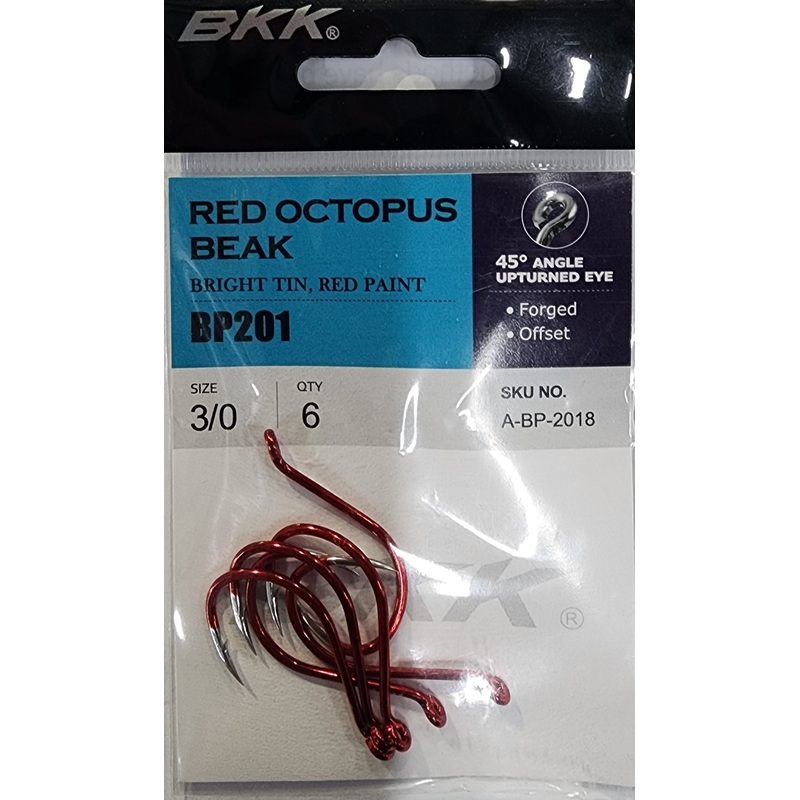 BKK®
RED OCTOPUS
BEAK
BRIGHT TIN, RED PAINT
BP201
45° ANGLE
UPTURNED EYE
• Forged
• Offset
SIZE
3/0
QTY
6
SKU NO.
A-BP-2018
BKK®